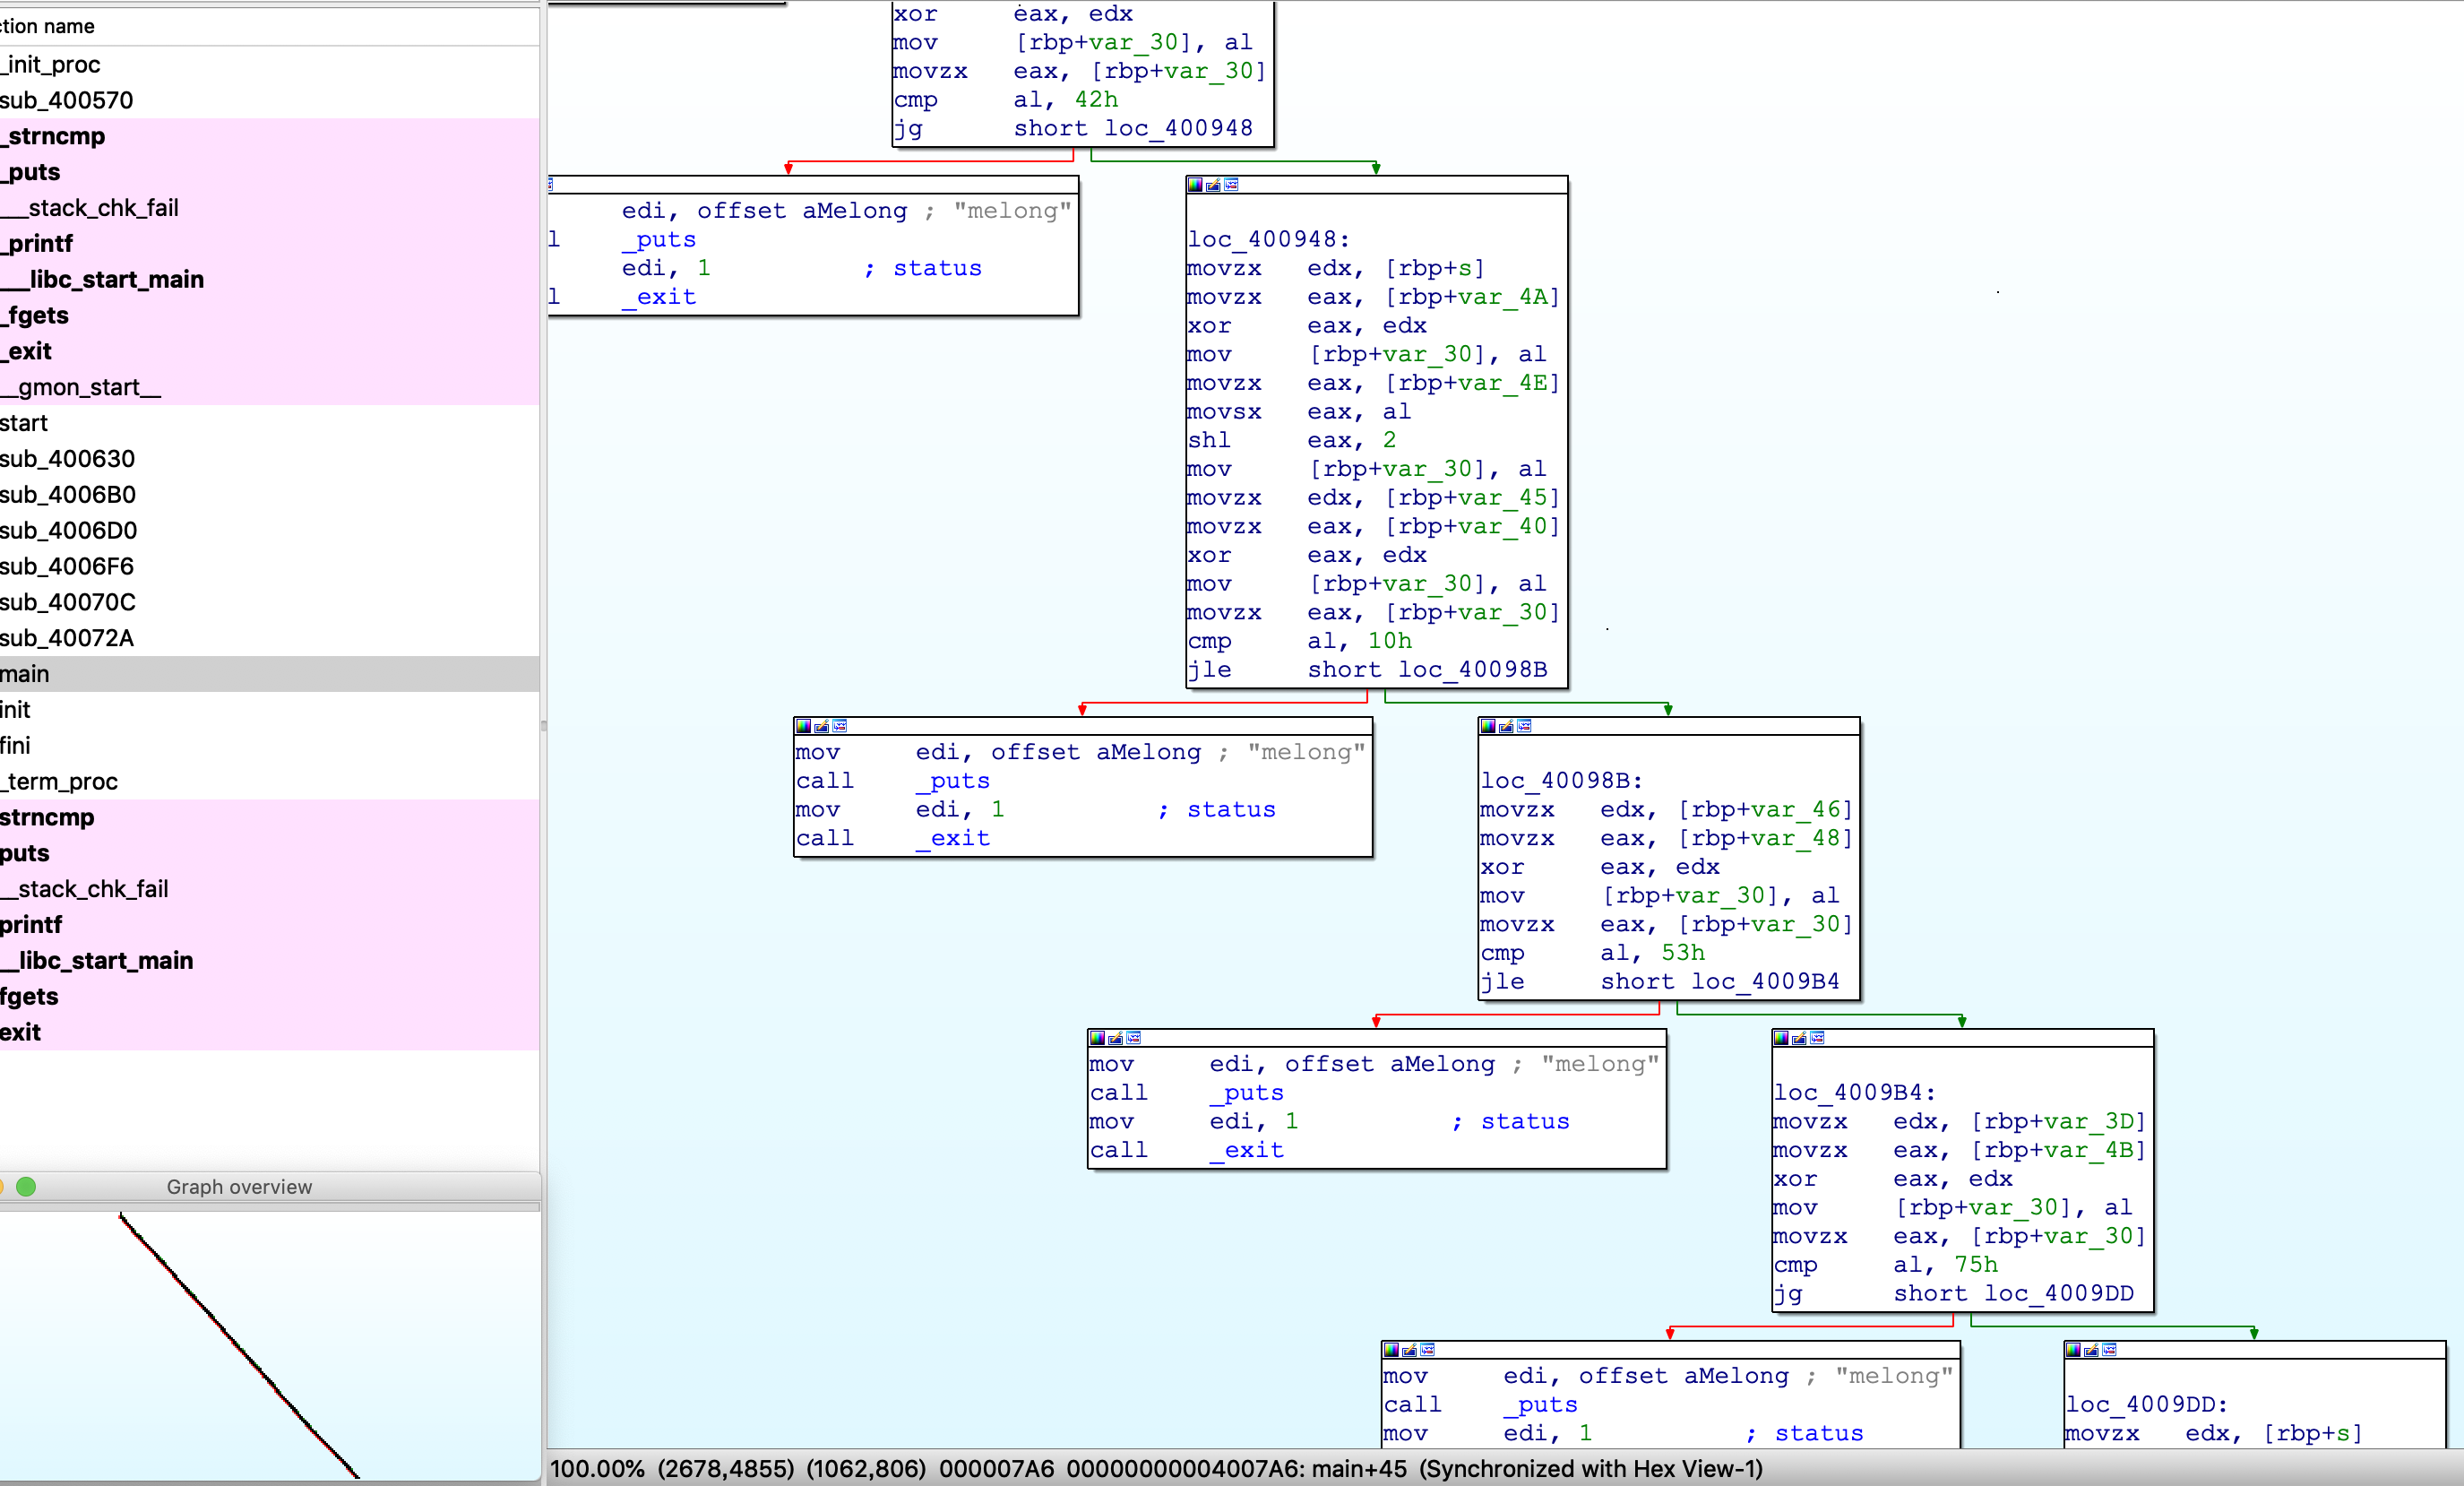 ction name
_init_proc
sub_400570
_strncmp
_puts
___stack_chk_fail
_printf
___libc_start_main
_fgets
_exit
__gmon_start__
start
sub_400630
sub_4006B0
sub_4006D0
sub_4006F6
sub_40070C
sub_40072A
main
init
fini
_term_proc
strncmp
puts
__stack_chk_fail
printf
__libc_start_main
fgets
exit
Graph overview
xor eax, edx
mov [rbp+var_30], al
movzx eax, [rbp+var_30]
cmp al, 42h
jg short loc_400948
edi, offset aMelong ; "melong"
l _puts
edi, 1 ; status
l _exit
loc_400948:
movzx edx, [rbp+s]
movzx eax, [rbp+var_4A]
xor eax, edx
mov [rbp+var_30], al
movzx eax, [rbp+var_4E]
movsx eax, al
shl eax, 2
mov [rbp+var_30], al
movzx edx, [rbp+var_45]
movzx eax, [rbp+var_40]
xor eax, edx
mov [rbp+var_30], al
movzx eax, [rbp+var_30]
cmp al, 10h
jle short loc_40098B
mov edi, offset aMelong ; "melong"
call _puts
mov edi, 1 ; status
call _exit
loc_40098B:
movzx edx, [rbp+var_46]
movzx eax, [rbp+var_48]
xor eax, edx
mov [rbp+var_30], al
movzx eax, [rbp+var_30]
cmp al, 53h
jle short loc_4009B4
mov edi, offset aMelong ; "melong"
call _puts
mov edi, 1 ; status
call _exit
loc_4009B4:
movzx edx, [rbp+var_3D]
movzx eax, [rbp+var_4B]
xor eax, edx
mov [rbp+var_30], al
movzx eax, [rbp+var_30]
cmp al, 75h
jg short loc_4009DD
mov edi, offset aMelong ; "melong"
call _puts
mov edi, 1 ; status
loc_4009DD:
movzx edx, [rbp+s]
100.00% (2678,4855) (1062,806) 000007A6 00000000004007A6: main+45 (Synchronized with Hex View-1)